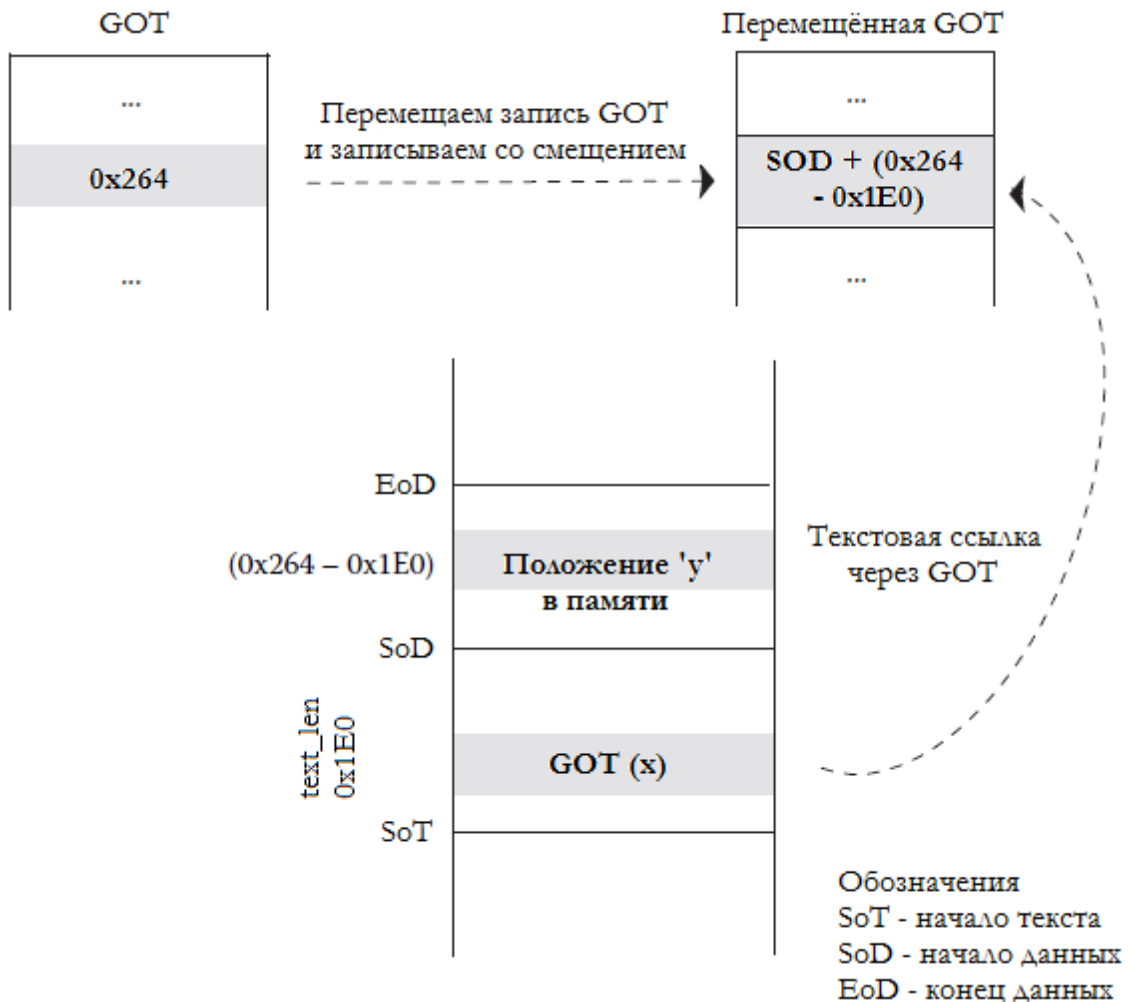 GOT
Перемещённая GOT
...
0x264
...
Перемещаем запись GOT
и записываем со смещением
...
SOD + (0x264
- 0x1E0)
...
EoD
(0x264 – 0x1E0)
Положение 'y'
в памяти
SoD
text_len
0x1E0
GOT (x)
SoT
Текстовая ссылка
через GOT
Обозначения
SoT - начало текста
SoD - начало данных
EoD - конец данных